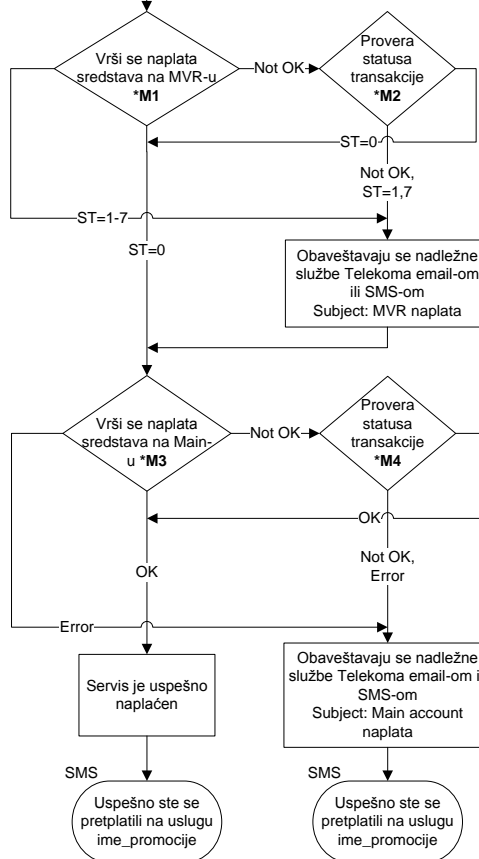 Vrši se naplata
sredstava na MVR-u
*M1
Not OK
Provera
statusa
transakcije
*M2
ST=0
Not OK,
ST=1,7
ST=1-7
ST=0
Obaveštavaju se nadležne
službe Telekoma email-om
ili SMS-om
Subject: MVR naplata
Vrši se naplata
sredstava na Main-
u *M3
Not OK
Provera
statusa
transakcije
*M4
OK
Not OK,
Error
OK
Error
Servis je uspešno
naplaćen
Obaveštavaju se nadležne
službe Telekoma email-om i
SMS-om
Subject: Main account
naplata
SMS
SMS
Uspešno ste se
pretplatili na uslugu
ime_promocije
Uspešno ste se
pretplatili na uslugu
ime_promocije